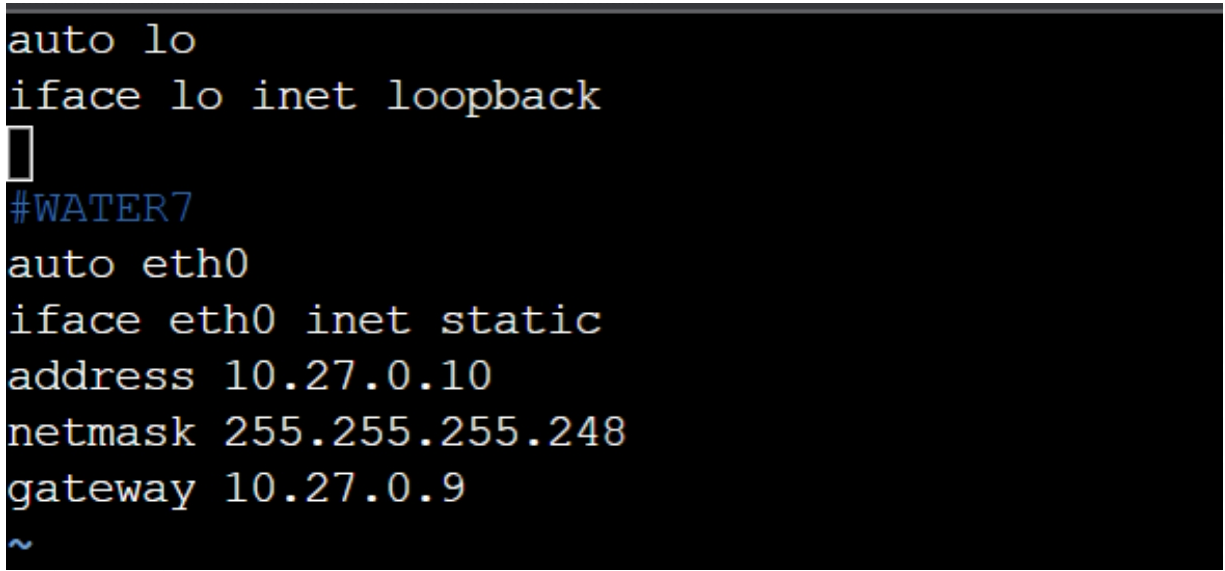 auto lo
iface lo inet loopback
#WATER7
auto eth0
iface eth0 inet static
address 10.27.0.10
netmask 255.255.255.248
gateway 10.27.0.9
~